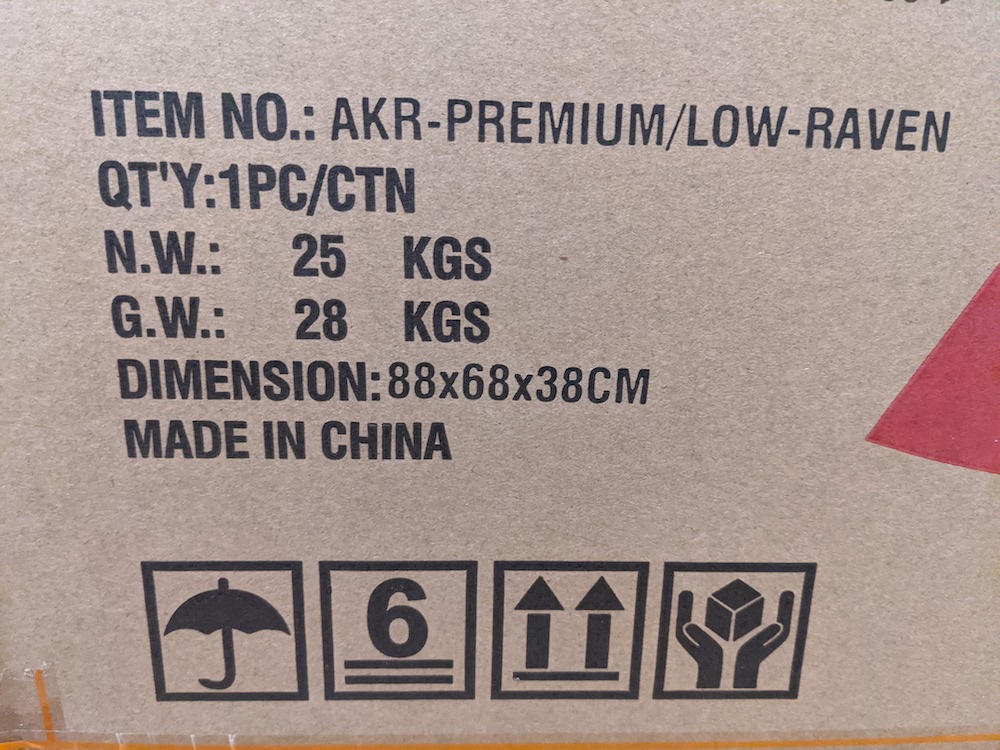 ITEM NO.: AKR-PREMIUM/LOW-RAVEN
QT'Y:1PC/CTN
N.W.: 25 KGS
G.W.: 28 KGS
DIMENSION:88x68x38CM
MADE IN CHINA
6